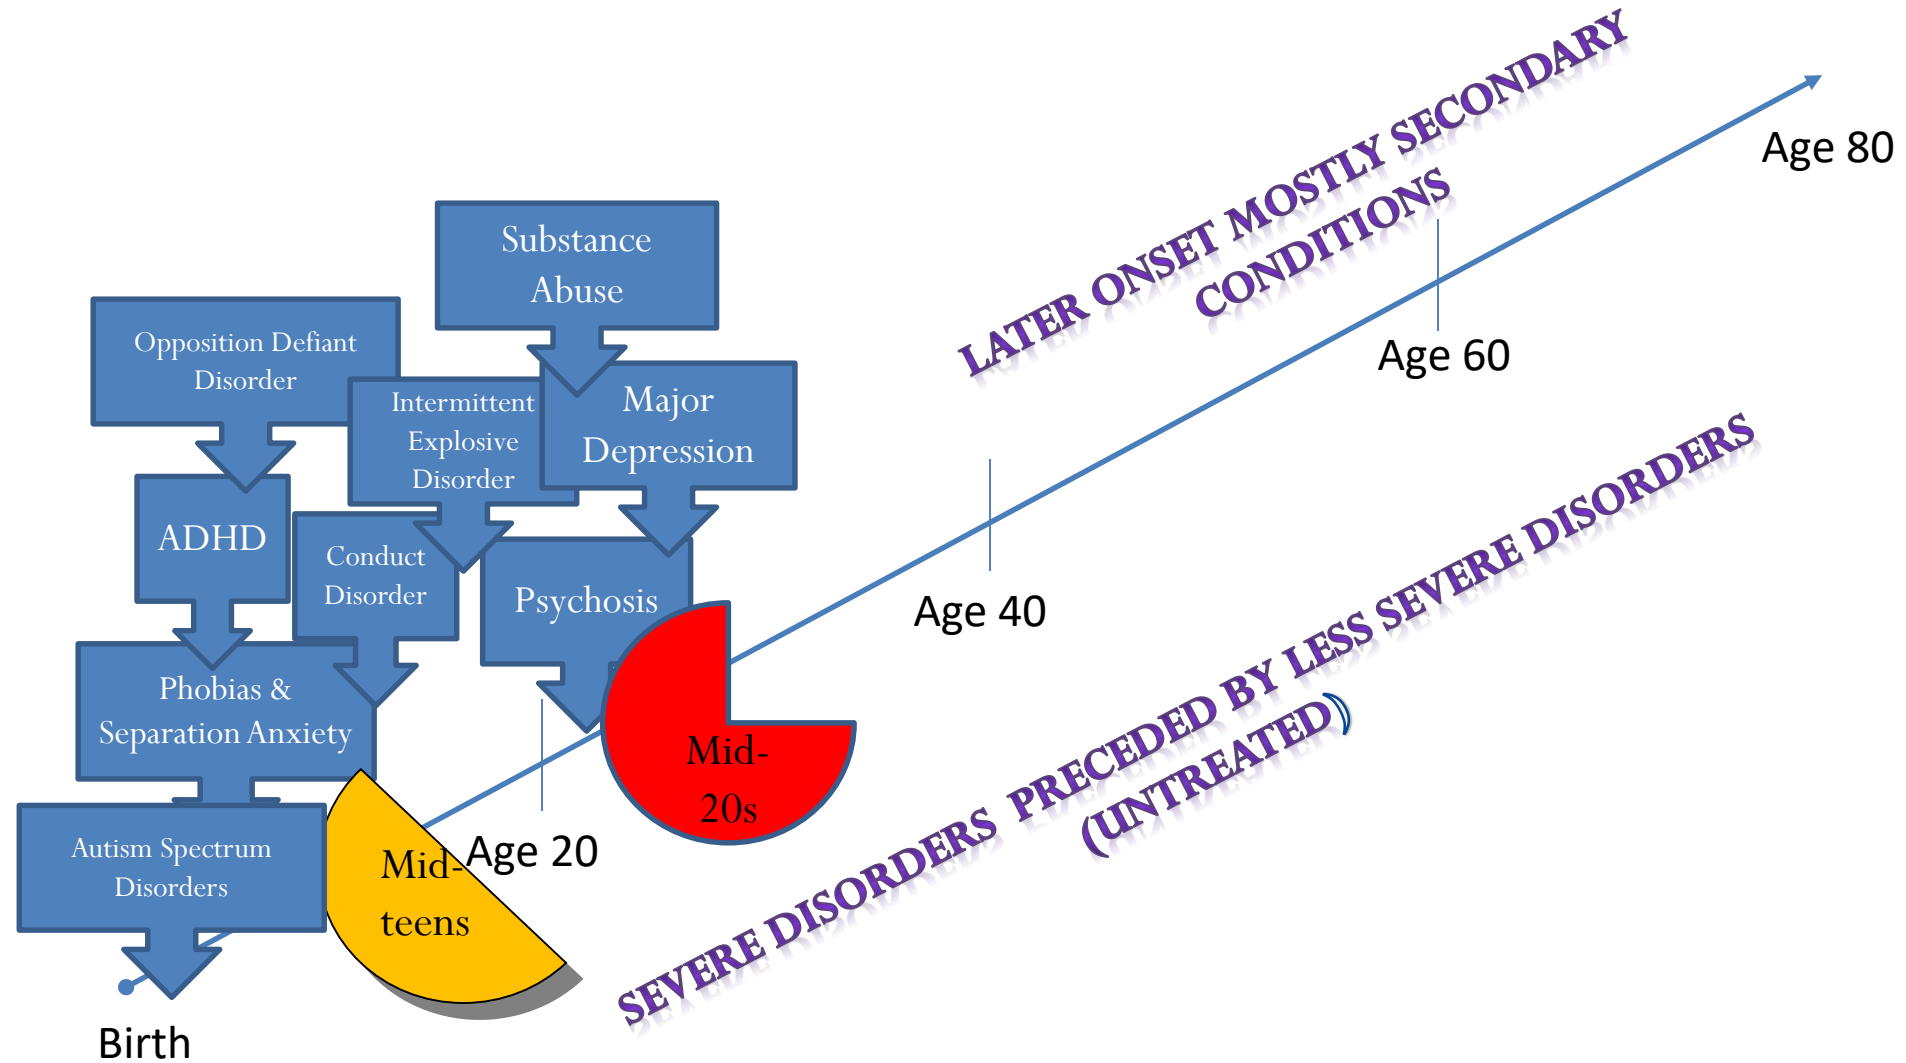 LATER ONSET MOSTLY SECONDARY
CONDITIONS
Age 80
Substance
Abuse
Opposition Defiant
Disorder
Age 60
Intermittent
Explosive
Disorder
Major
Depression
ADHD
Conduct
Disorder
Psychosis
Age 40
Phobias &
Separation Anxiety
Mid-
20s
SEVERE DISORDERS PRECEDED BY LESS SEVERE DISORDERS
(UNTREATED)
Autism Spectrum
Disorders
Mid-
teens
Age 20
Birth